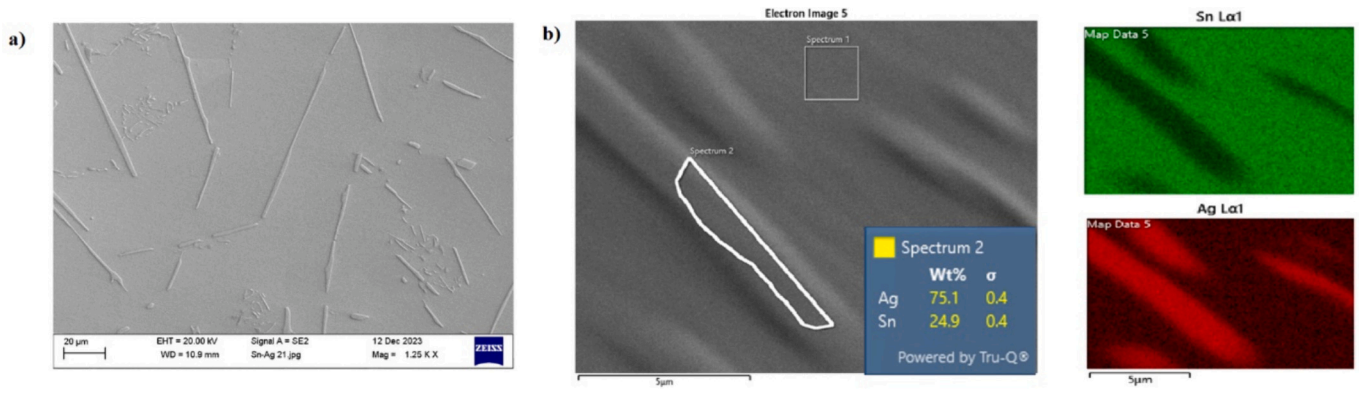 a)
20 µm
EHT = 20.00 kV
WD = 10.9 mm
Signal A = SE2
Sn-Ag 21.jpg
12 Dec 2023
Mag = 1.25 K X
ZEISS
b)
Electron Image 5
Spectrum 1
Spectrum 2
Spectrum 2
Wt% σ
Ag 75.1 0.4
Sn 24.9 0.4
Powered by Tru-Q®
5µm
Sn Lα1
Map Data 5
Ag Lα1
Map Data 5
5µm